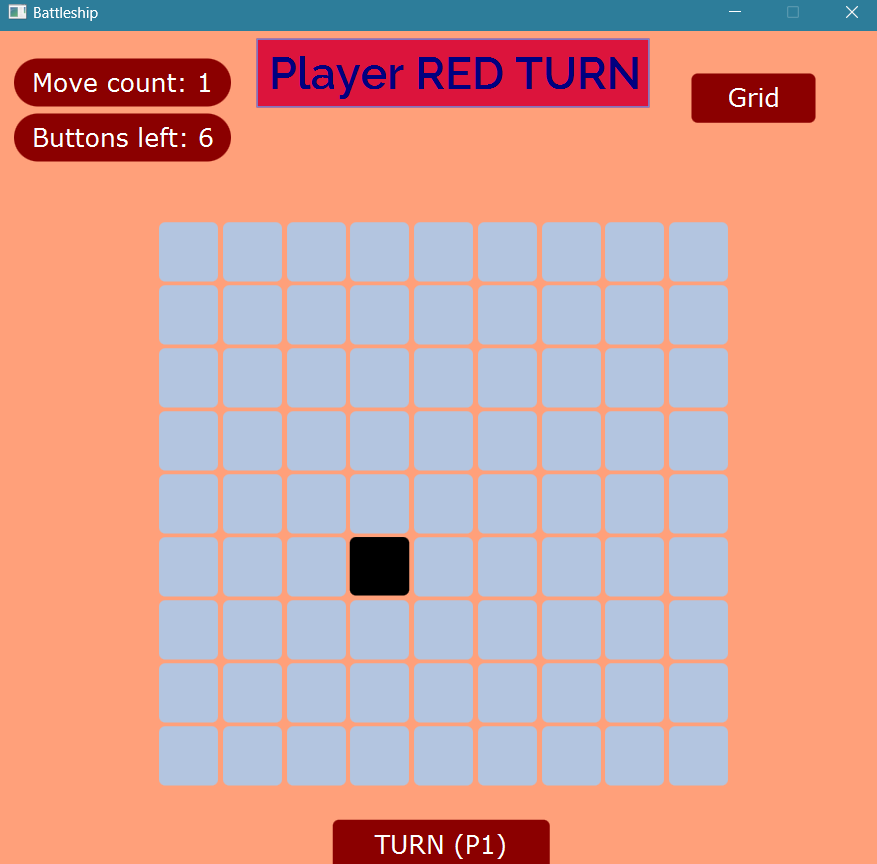 Battleship
Player RED TURN
Move count: 1
Grid
Buttons left: 6
TURN (P1)